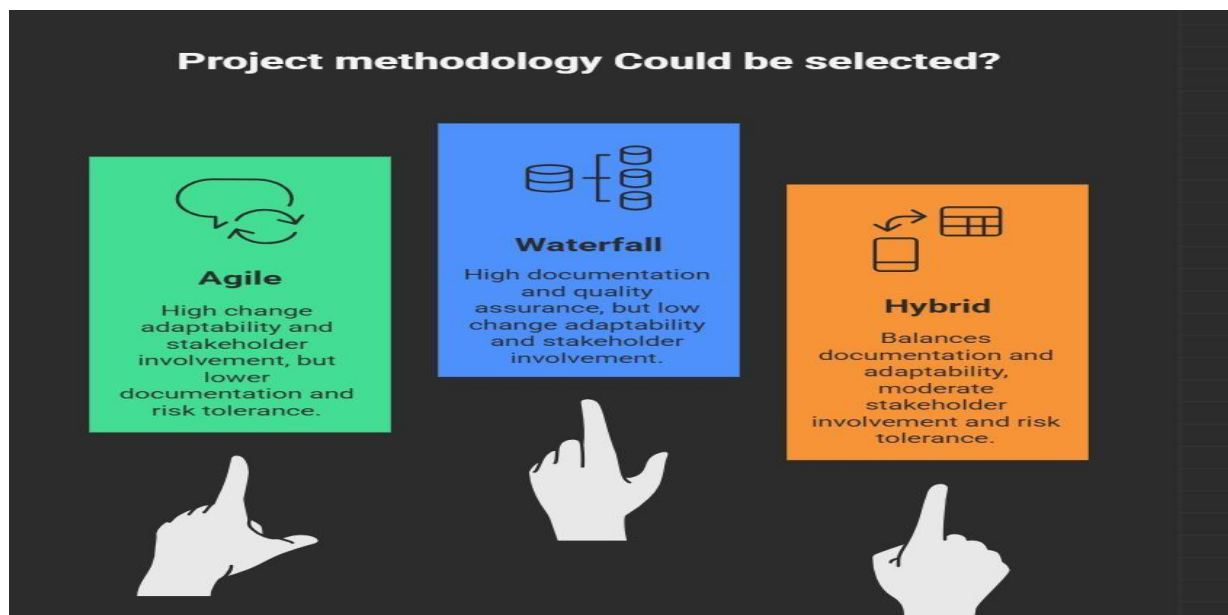 Project methodology Could be selected?
Agile
High change
adaptability and
stakeholder
involvement, but
lower
documentation and
risk tolerance.
Waterfall
High documentation
and quality
assurance, but low
change adaptability
and stakeholder
involvement.
Hybrid
Balances
documentation and
adaptability,
moderate
stakeholder
involvement and risk
tolerance.